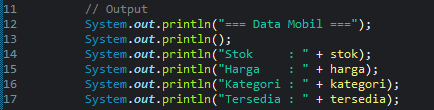 11 // Output
12 System.out.println("=== Data Mobil ===");
13 System.out.println();
14 System.out.println("Stok     : " + stok);
15 System.out.println("Harga    : " + harga);
16 System.out.println("Kategori : " + kategori);
17 System.out.println("Tersedia : " + tersedia);